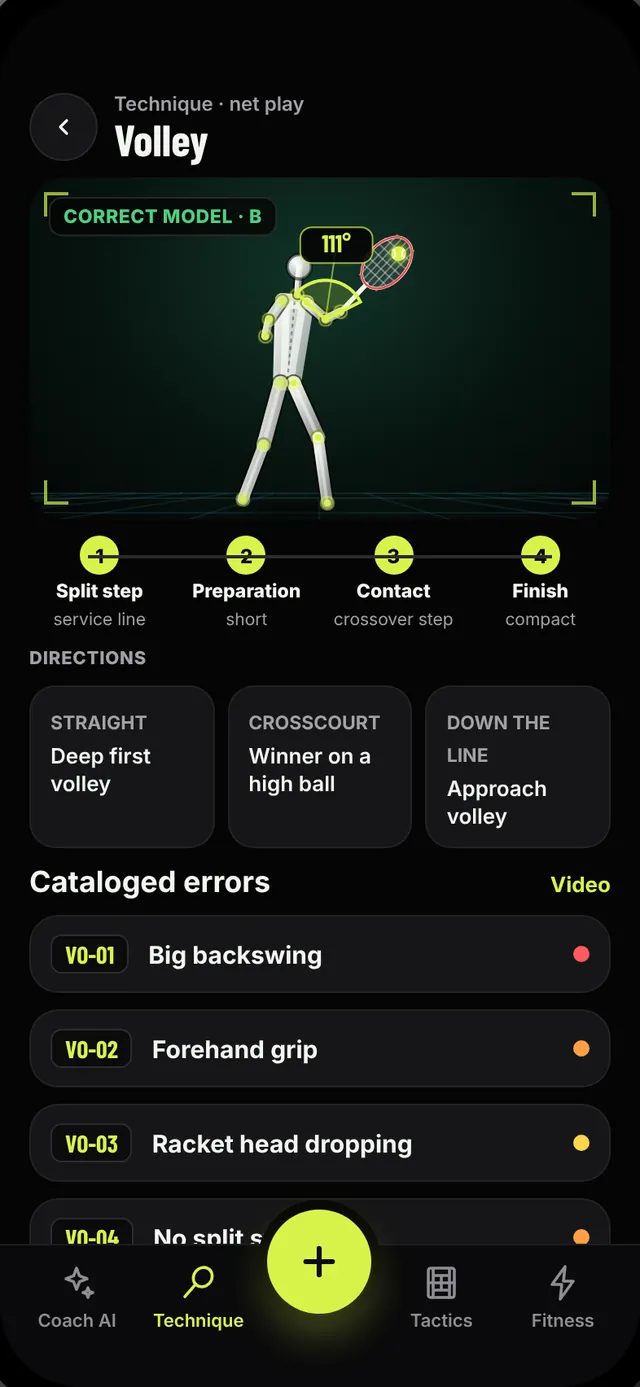 Technique · net play
Volley
CORRECT MODEL · B
111°
1
2
3
4
Split step
Preparation
Contact
Finish
service line
short
crossover step
compact
DIRECTIONS
STRAIGHT
Deep first
volley
CROSSCOURT
Winner on a
high ball
DOWN THE
LINE
Approach
volley
Cataloged errors
Video
VO-01
Big backswing
VO-02
Forehand grip
VO-03
Racket head dropping
VO-04
No split s
Coach AI
Technique
Tactics
Fitness